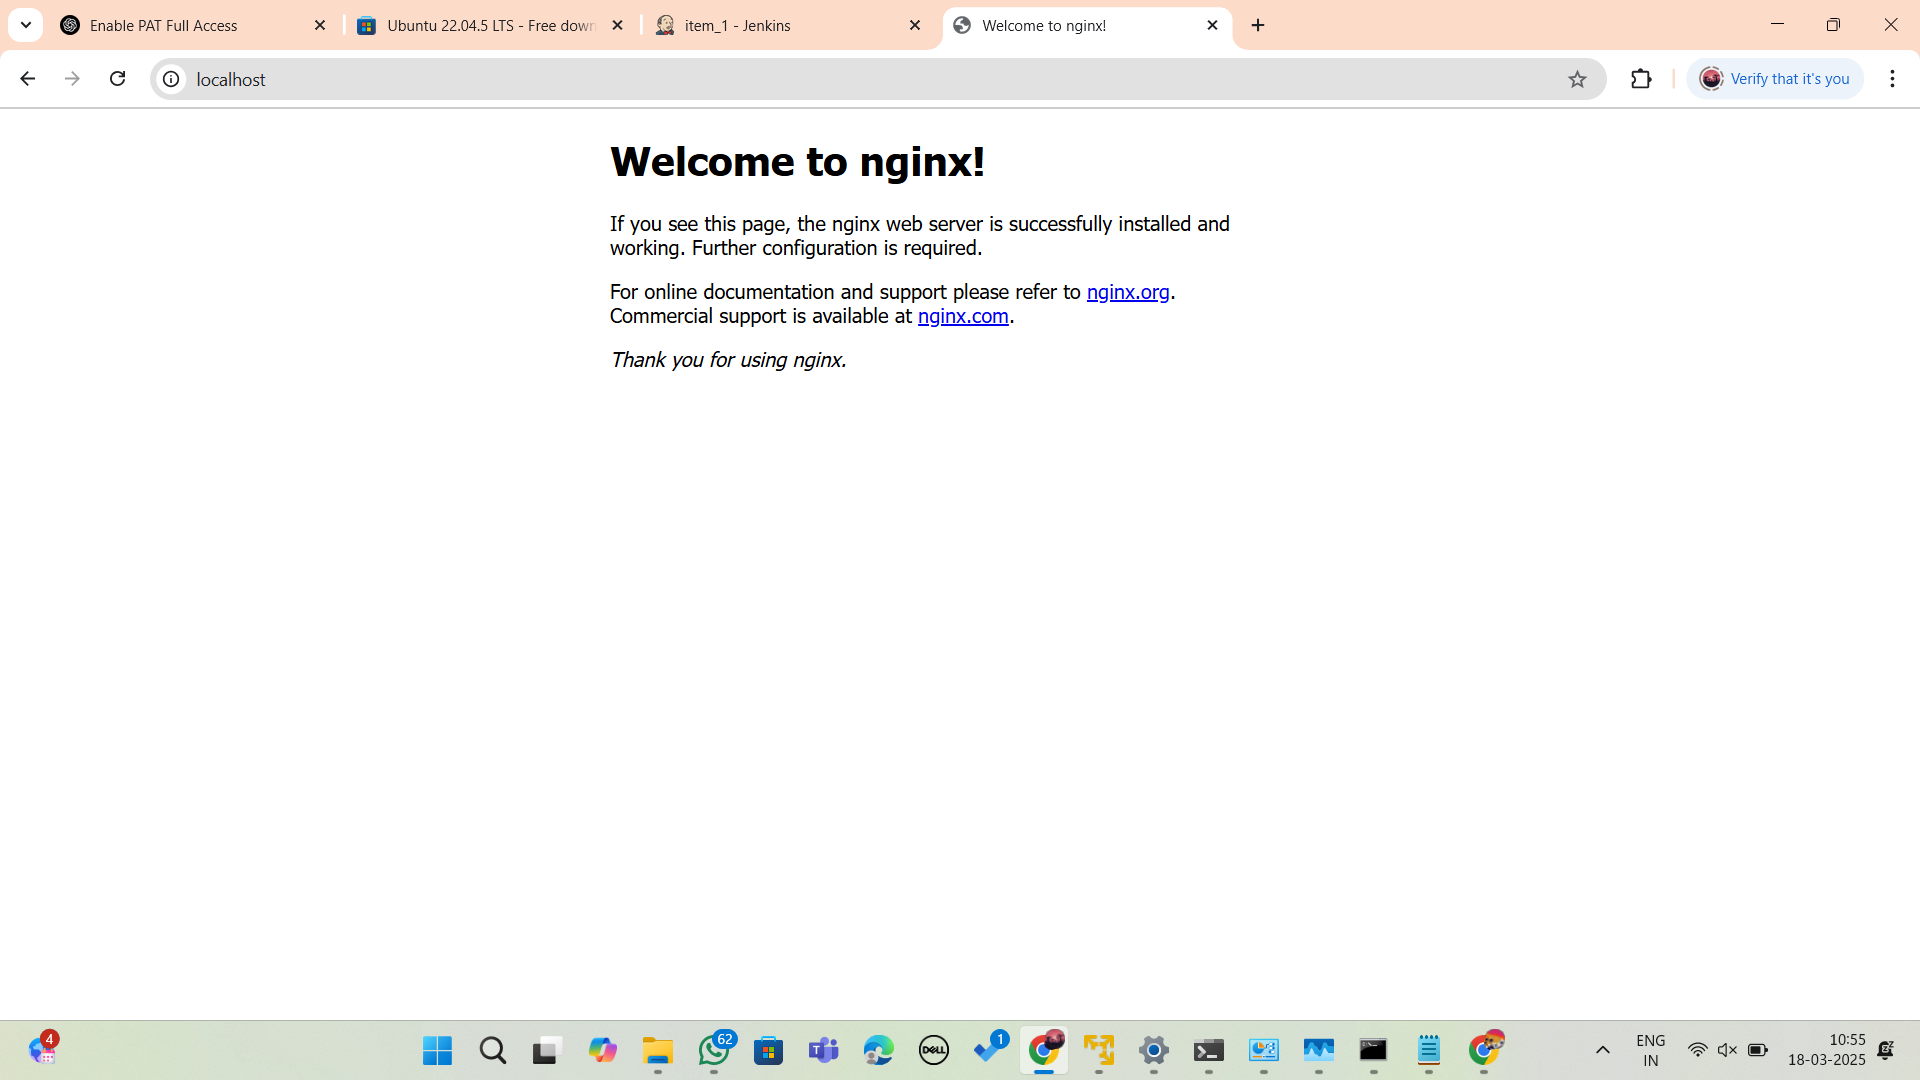 Enable PAT Full Access
Ubuntu 22.04.5 LTS - Free down
item_1 - Jenkins
Welcome to nginx!
localhost
Verify that it's you
Welcome to nginx!
If you see this page, the nginx web server is successfully installed and
working. Further configuration is required.
For online documentation and support please refer to nginx.org.
Commercial support is available at nginx.com.
Thank you for using nginx.
4
62
DELL
1
ENG
IN
10:55
18-03-2025